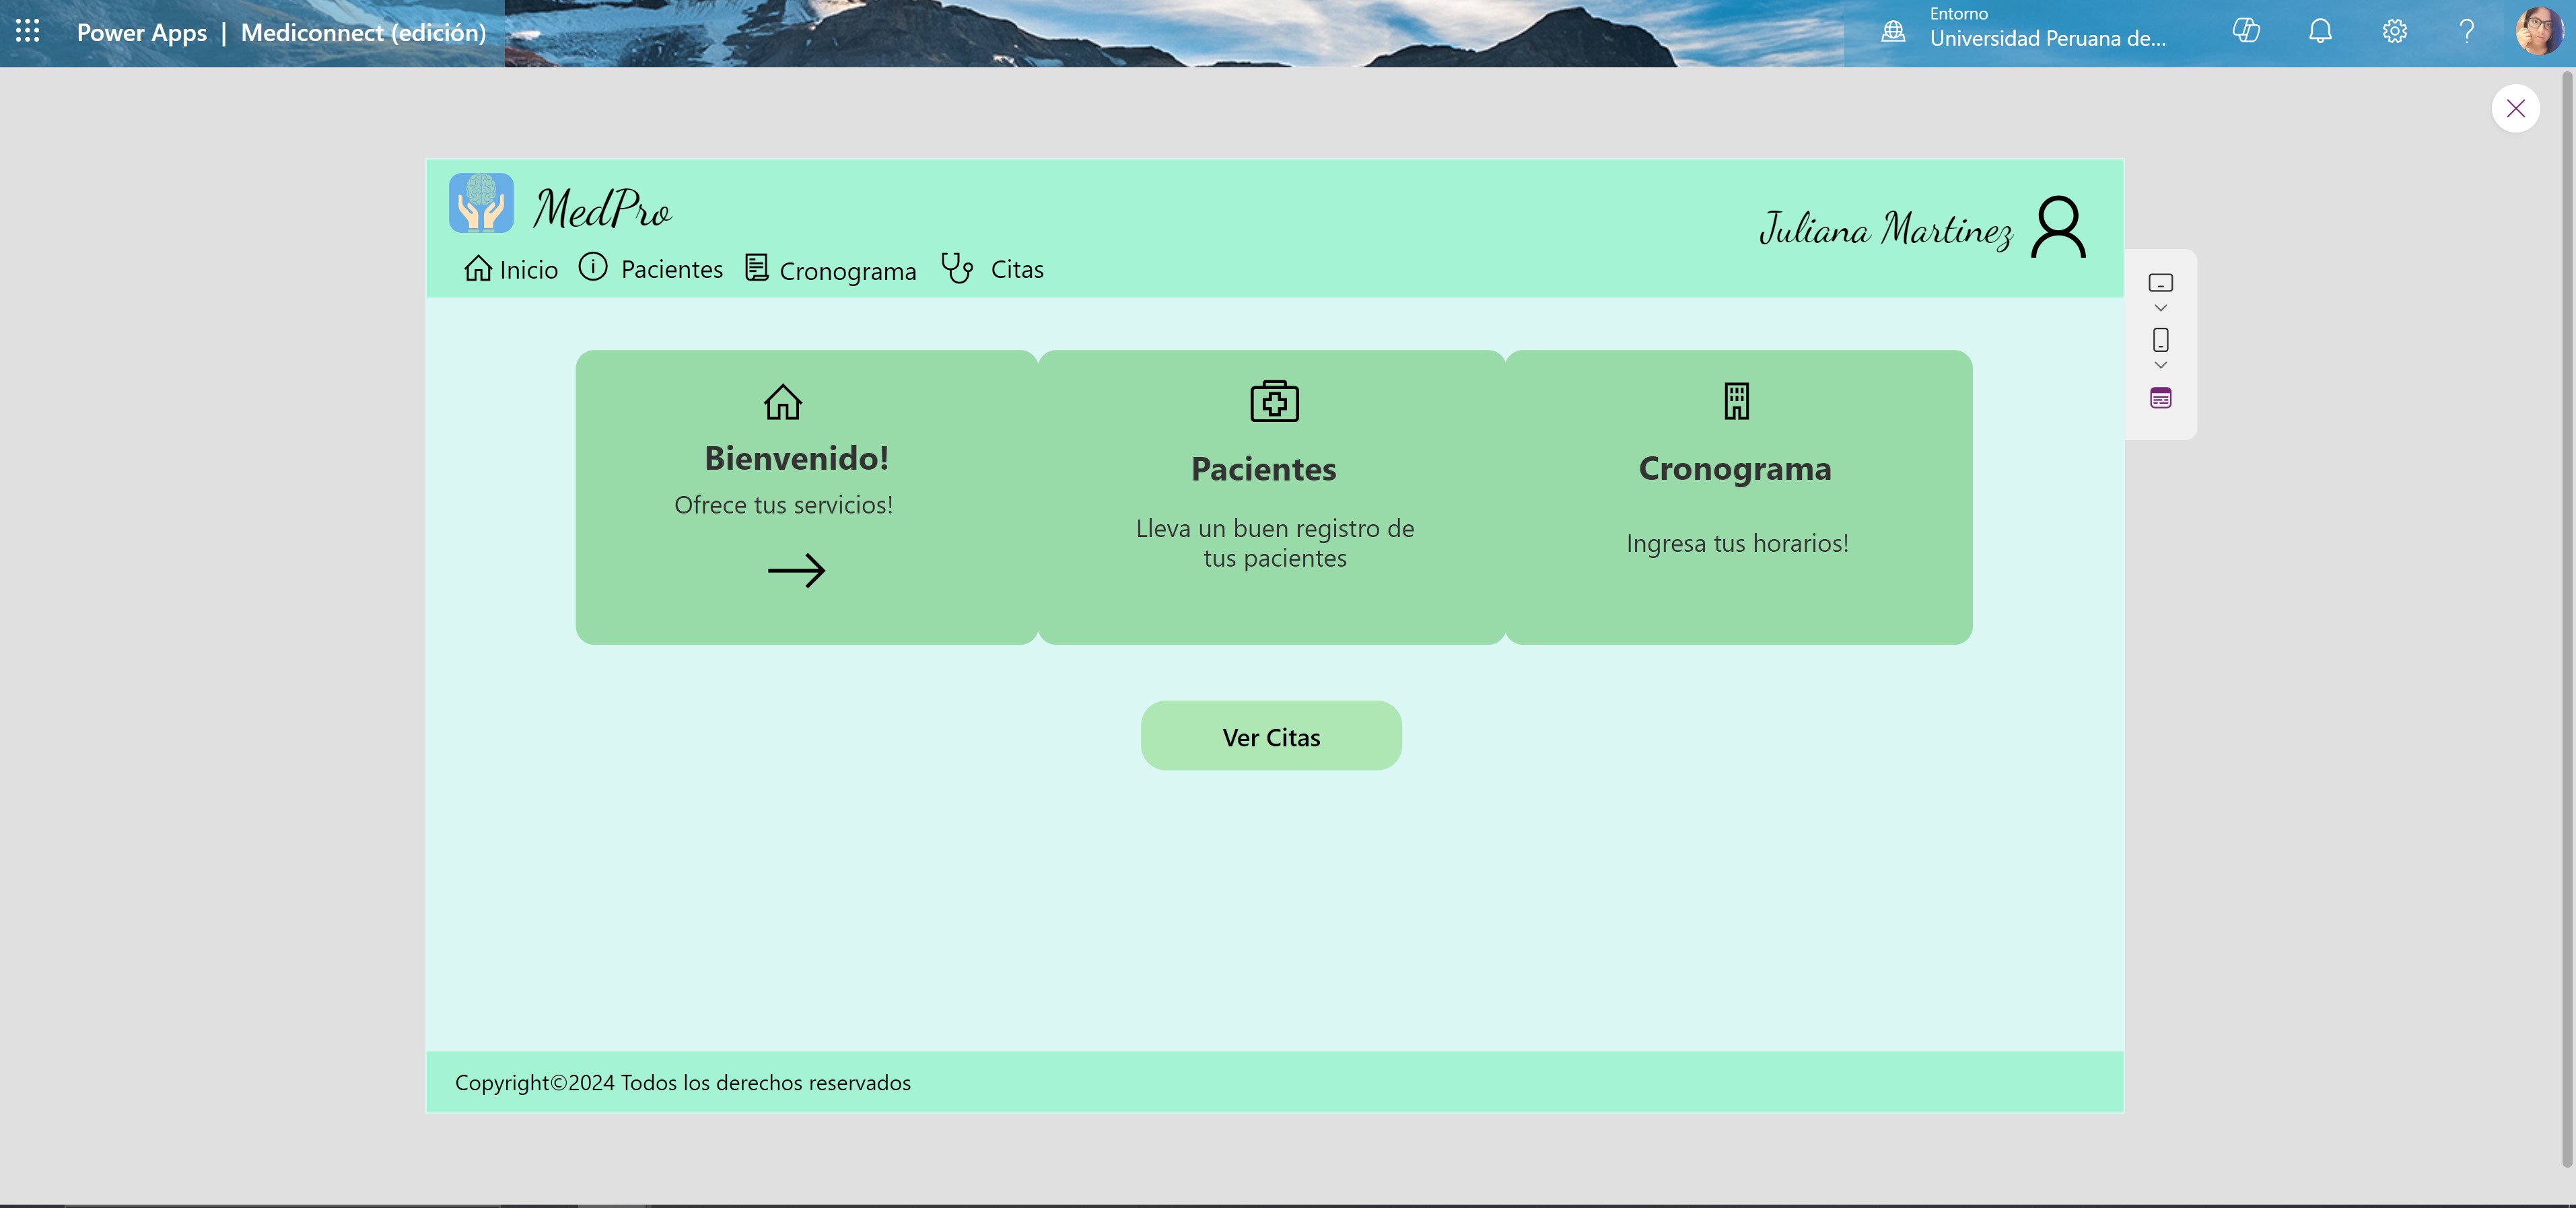 Power Apps | Mediconnect (edición)
Entorno
Universidad Peruana de...
MedPro
Juliana Martinez
Inicio Pacientes Cronograma Citas
Bienvenido!
Ofrece tus servicios!
Pacientes
Lleva un buen registro de
tus pacientes
Cronograma
Ingresa tus horarios!
Ver Citas
Copyright©2024 Todos los derechos reservados